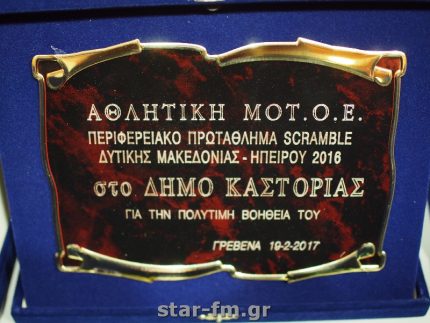 ΑΘΛΗΤΙΚΗ ΜΟΤ.Ο.Ε.
ΠΕΡΙΦΕΡΕΙΑΚΟ ΠΡΩΤΑΘΛΗΜΑ SCRAMBLE
ΔΥΤΙΚΗΣ ΜΑΚΕΔΟΝΙΑΣ - ΗΠΕΙΡΟΥ 2016
στο ΔΗΜΟ ΚΑΣΤΟΡΙΑΣ
ΓΙΑ ΤΗΝ ΠΟΛΥΤΙΜΗ ΒΟΗΘΕΙΑ ΤΟΥ
ΓΡΕΒΕΝΑ 19-2-2017
star-fm.gr